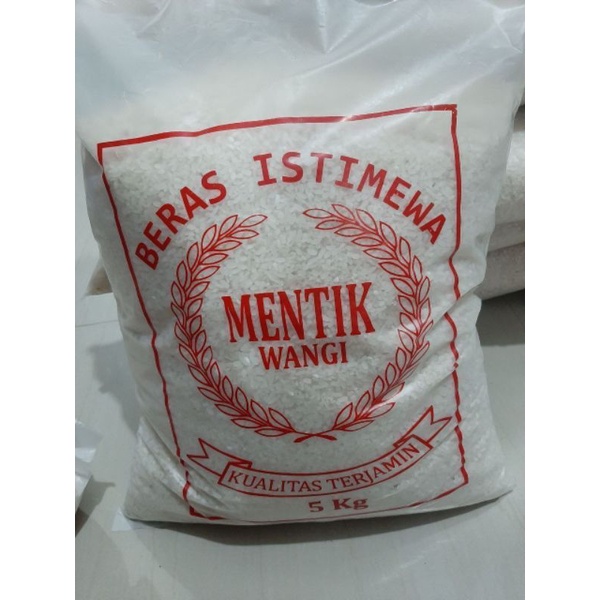 BERAS ISTIMEWA
MENTIK
WANGI
KUALITAS TERJAMIN
5 Kg